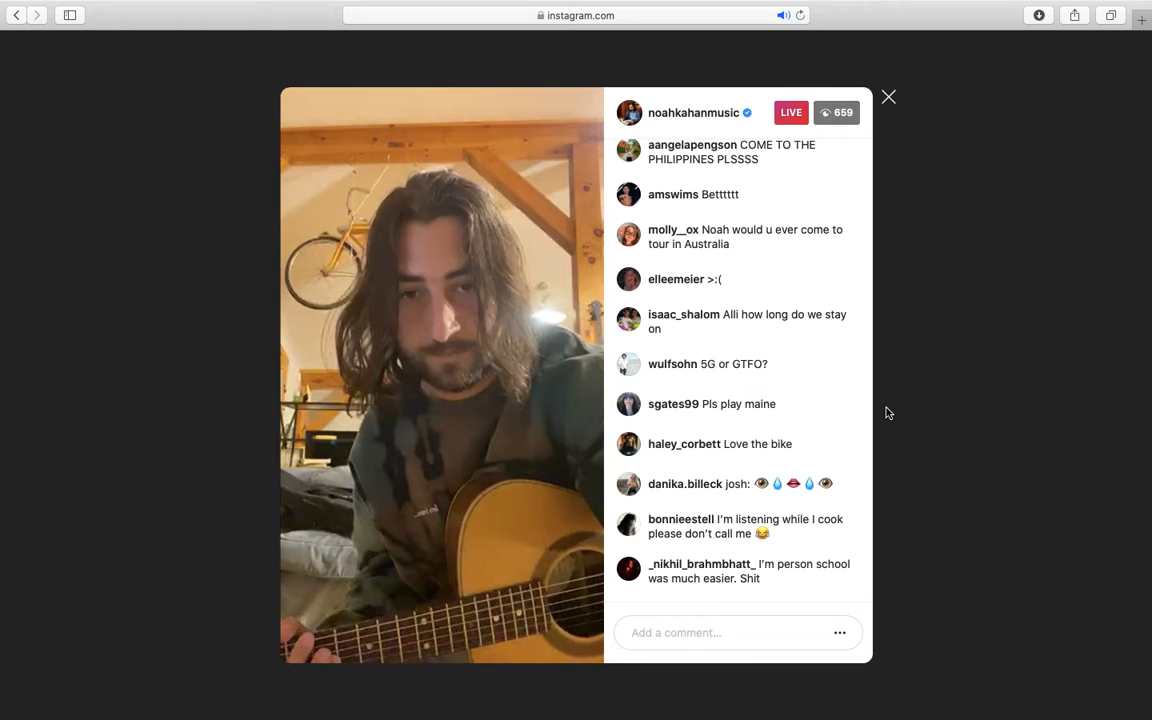 instagram.com
noahkahanmusic
LIVE
659
aangelapengson COME TO THE
PHILIPPINES PLSSSS
amswims Betttttt
molly__ox Noah would u ever come to
tour in Australia
elleemeier >:(
isaac_shalom Alli how long do we stay
on
wulfsohn 5G or GTFO?
sgates99 Pls play maine
haley_corbett Love the bike
danika.billeck josh: 👁️💧👄💧👁️
bonnieestell I’m listening while I cook
please don’t call me 😂
_nikhil_brahmbhatt_ I’m person school
was much easier. Shit
Add a comment...